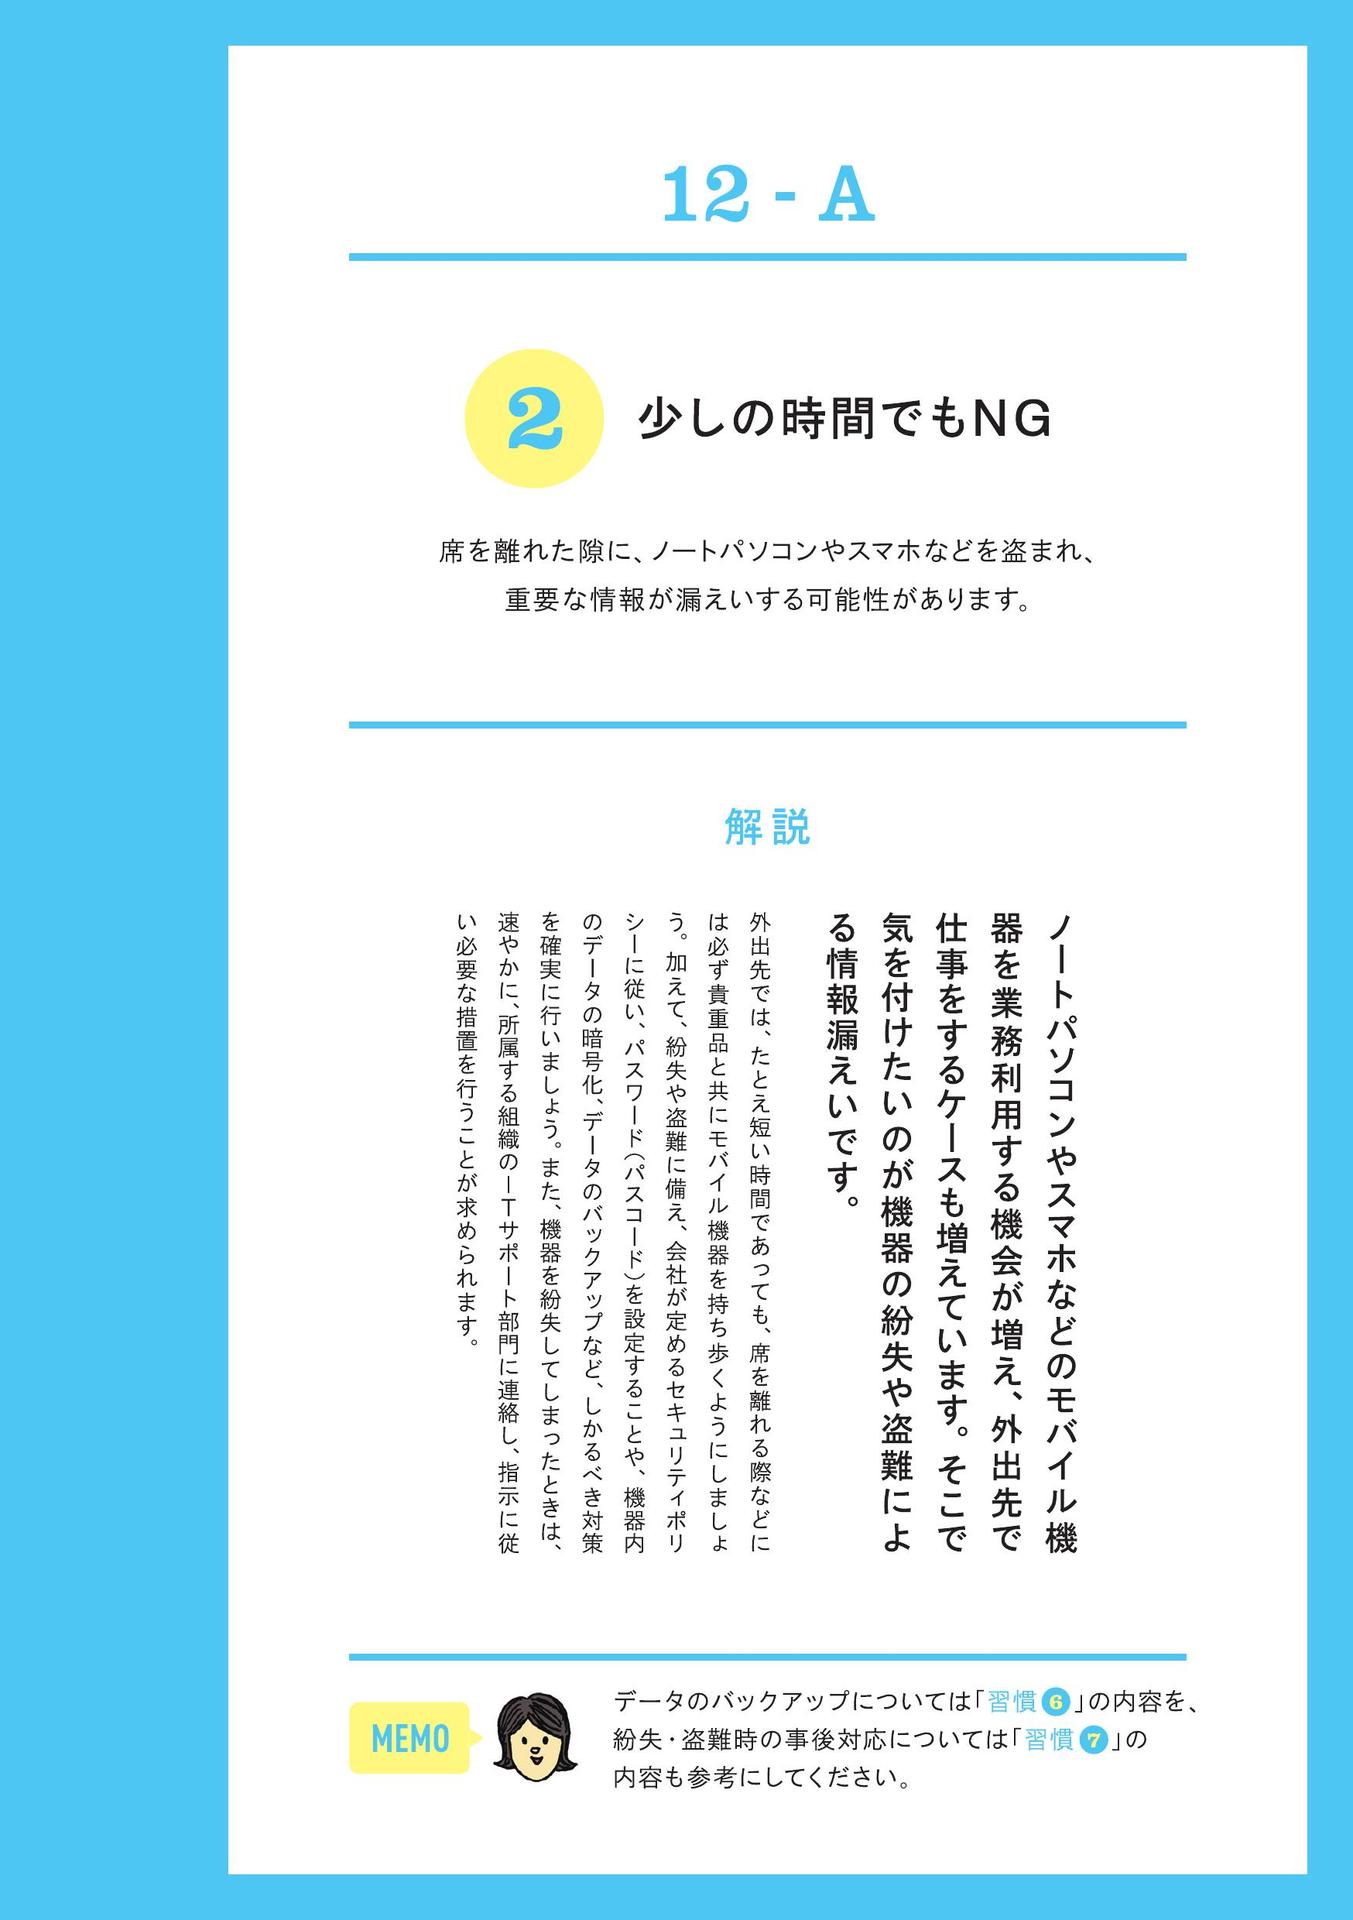 12 - A
2
少しの時間でもNG
席を離れた隙に、ノートパソコンやスマホなどを盗まれ、
重要な情報が漏えいする可能性があります。
解説
ノートパソコンやスマホなどのモバイル機
器を業務利用する機会が増え、外出先で
仕事をするケースも増えています。そこで
気を付けたいのが機器の紛失や盗難によ
る情報漏えいです。
外出先では、たとえ短い時間であっても、席を離れる際などに
は必ず貴重品と共にモバイル機器を持ち歩くようにしましょ
う。加えて、紛失や盗難に備え、会社が定めるセキュリティポリ
シーに従い、パスワード（パスコード）を設定することや、機器内
のデータの暗号化、データのバックアップなど、しかるべき対策
を確実に行いましょう。また、機器を紛失してしまったときは、
速やかに、所属する組織のITサポート部門に連絡し、指示に従
い必要な措置を行うことが求められます。
MEMO
データのバックアップについては「習慣6」の内容を、
紛失・盗難時の事後対応については「習慣7」の
内容も参考にしてください。